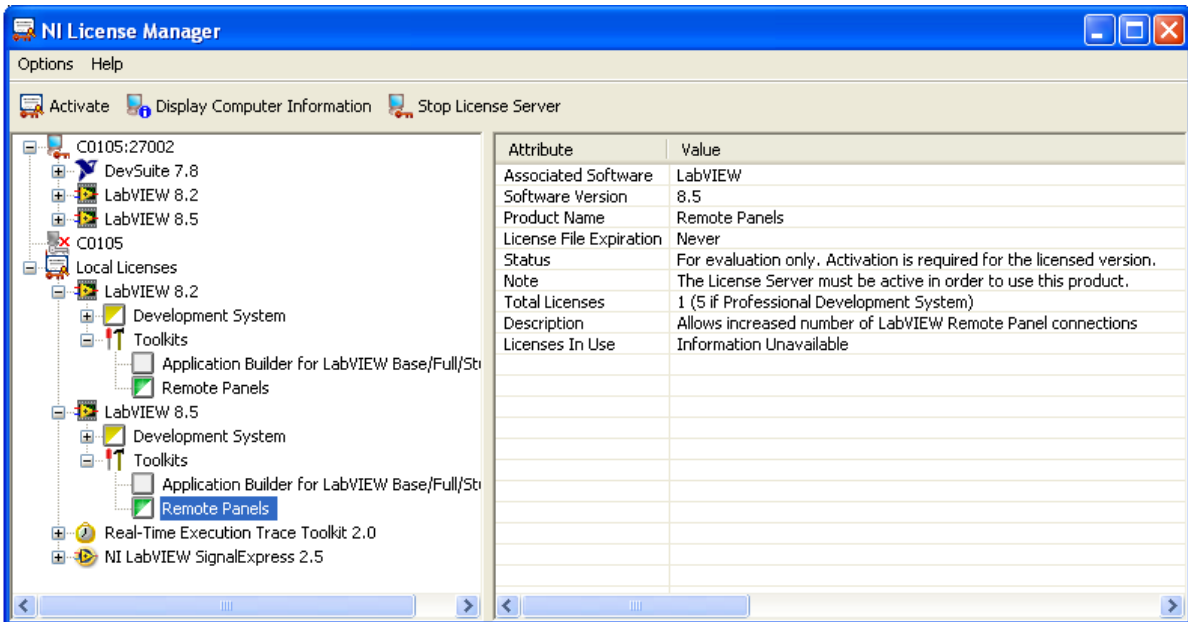 NI License Manager
Options Help
Activate Display Computer Information Stop License Server
C0105:27002
DevSuite 7.8
LabVIEW 8.2
LabVIEW 8.5
C0105
Local Licenses
LabVIEW 8.2
Development System
Toolkits
Application Builder for LabVIEW Base/Full/Stu
Remote Panels
LabVIEW 8.5
Development System
Toolkits
Application Builder for LabVIEW Base/Full/Stu
Remote Panels
Real-Time Execution Trace Toolkit 2.0
NI LabVIEW SignalExpress 2.5
Attribute Value
Associated Software LabVIEW
Software Version 8.5
Product Name Remote Panels
License File Expiration Never
Status For evaluation only. Activation is required for the licensed version.
Note The License Server must be active in order to use this product.
Total Licenses 1 (5 if Professional Development System)
Description Allows increased number of LabVIEW Remote Panel connections
Licenses In Use Information Unavailable